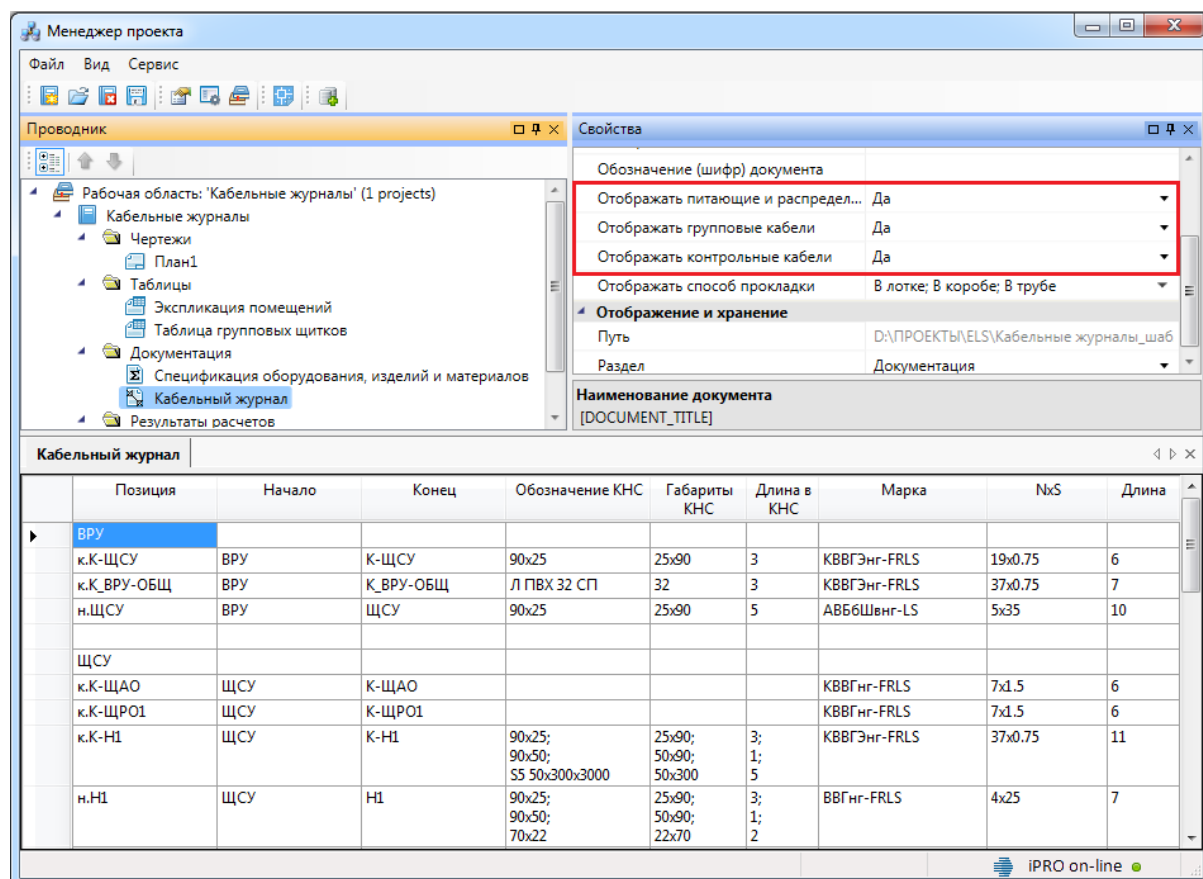 Менеджер проекта
Файл Вид Сервис
Проводник
Рабочая область: 'Кабельные журналы' (1 projects)
Кабельные журналы
Чертежи
План1
Таблицы
Экспликация помещений
Таблица групповых щитков
Документация
Спецификация оборудования, изделий и материалов
Кабельный журнал
Результаты расчетов
Свойства
Обозначение (шифр) документа
Отображать питающие и распредел... Да
Отображать групповые кабели Да
Отображать контрольные кабели Да
Отображать способ прокладки В лотке; В коробе; В трубе
Отображение и хранение
Путь D:\ПРОЕКТЫ\ELS\Кабельные журналы_шаб
Раздел Документация
Наименование документа
[DOCUMENT_TITLE]
Кабельный журнал
Позиция Начало Конец Обозначение КНС Габариты КНС Длина в КНС Марка NxS Длина
ВРУ
к.К-ЩСУ ВРУ К-ЩСУ 90x25 25x90 3 КВВГЭнг-FRLS 19x0.75 6
к.К_ВРУ-ОБЩ ВРУ К_ВРУ-ОБЩ Л ПВХ 32 СП 32 3 КВВГЭнг-FRLS 37x0.75 7
н.ЩСУ ВРУ ЩСУ 90x25 25x90 5 АВБбШвнг-LS 5x35 10
ЩСУ
к.К-ЩАО ЩСУ К-ЩАО КВВГнг-FRLS 7x1.5 6
к.К-ЩРО1 ЩСУ К-ЩРО1 КВВГнг-FRLS 7x1.5 6
к.К-Н1 ЩСУ К-Н1 90x25; 25x90; 3; КВВГЭнг-FRLS 37x0.75 11
90x50; 50x90; 1;
S5 50x300x3000 50x300 5
н.Н1 ЩСУ Н1 90x25; 25x90; 3; ВВГнг-FRLS 4x25 7
90x50; 50x90; 1;
70x22 22x70 2
iPRO on-line